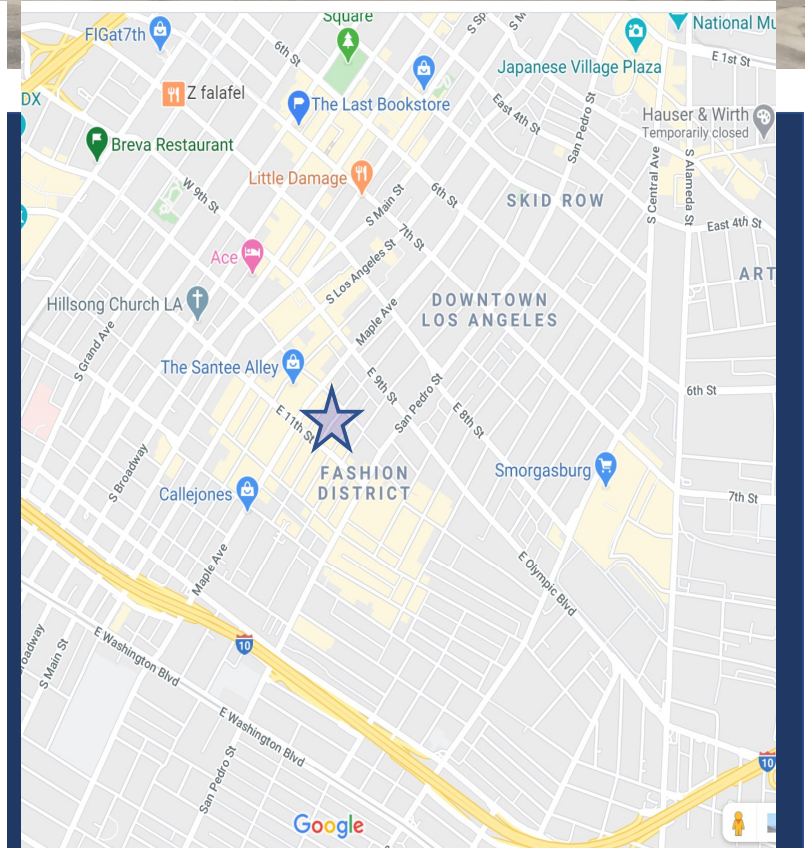 Square
FIGat7th
National Mu
6th St
S Sp
S M
E 1st St
Japanese Village Plaza
DX
Z falafel
The Last Bookstore
East 4th St
San Pedro St
Hauser & Wirth
Temporarily closed
Breva Restaurant
Little Damage
W 9th St
S Main St
6th St
SKID ROW
S Central Ave
S Alameda St
7th St
East 4th St
Ace
S Los Angeles St
ART
Hillsong Church LA
DOWNTOWN
LOS ANGELES
Maple Ave
S Grand Ave
The Santee Alley
E 9th St
San Pedro St
6th St
E 11th St
E 8th St
FASHION
DISTRICT
S Broadway
Smorgasburg
Callejones
7th St
Maple Ave
E Olympic Blvd
roadway
S Main St
E Washington Blvd
10
E Washington Blvd
San Pedro St
10
Google